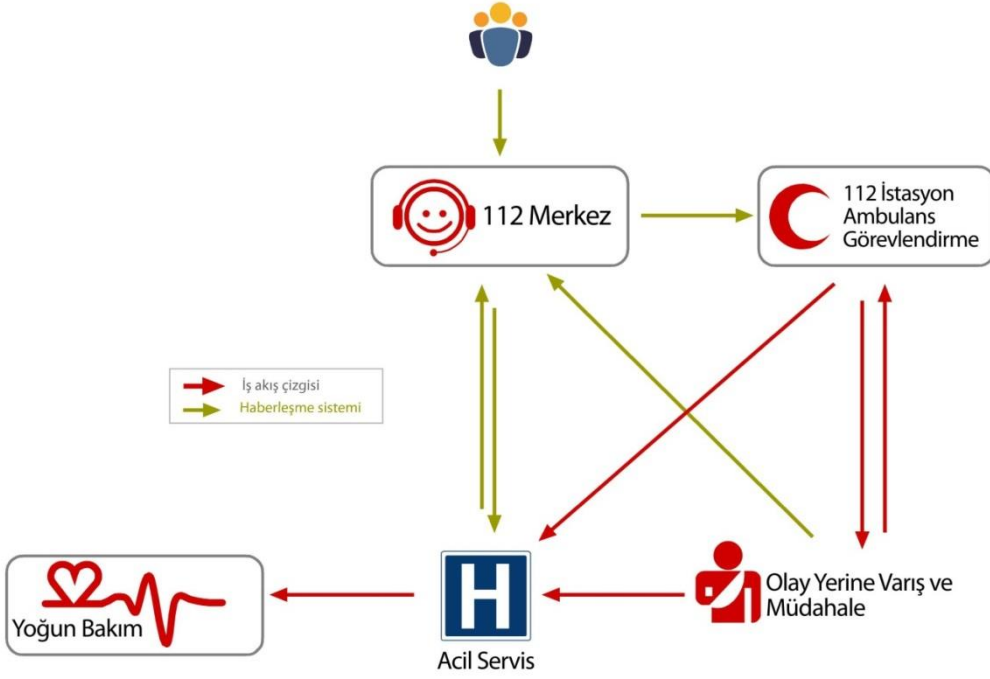 112 Merkez
112 İstasyon
Ambulans
Görevlendirme
İş akış çizgisi
Haberleşme sistemi
Yoğun Bakım
H
Acil Servis
Olay Yerine Varış ve
Müdahale